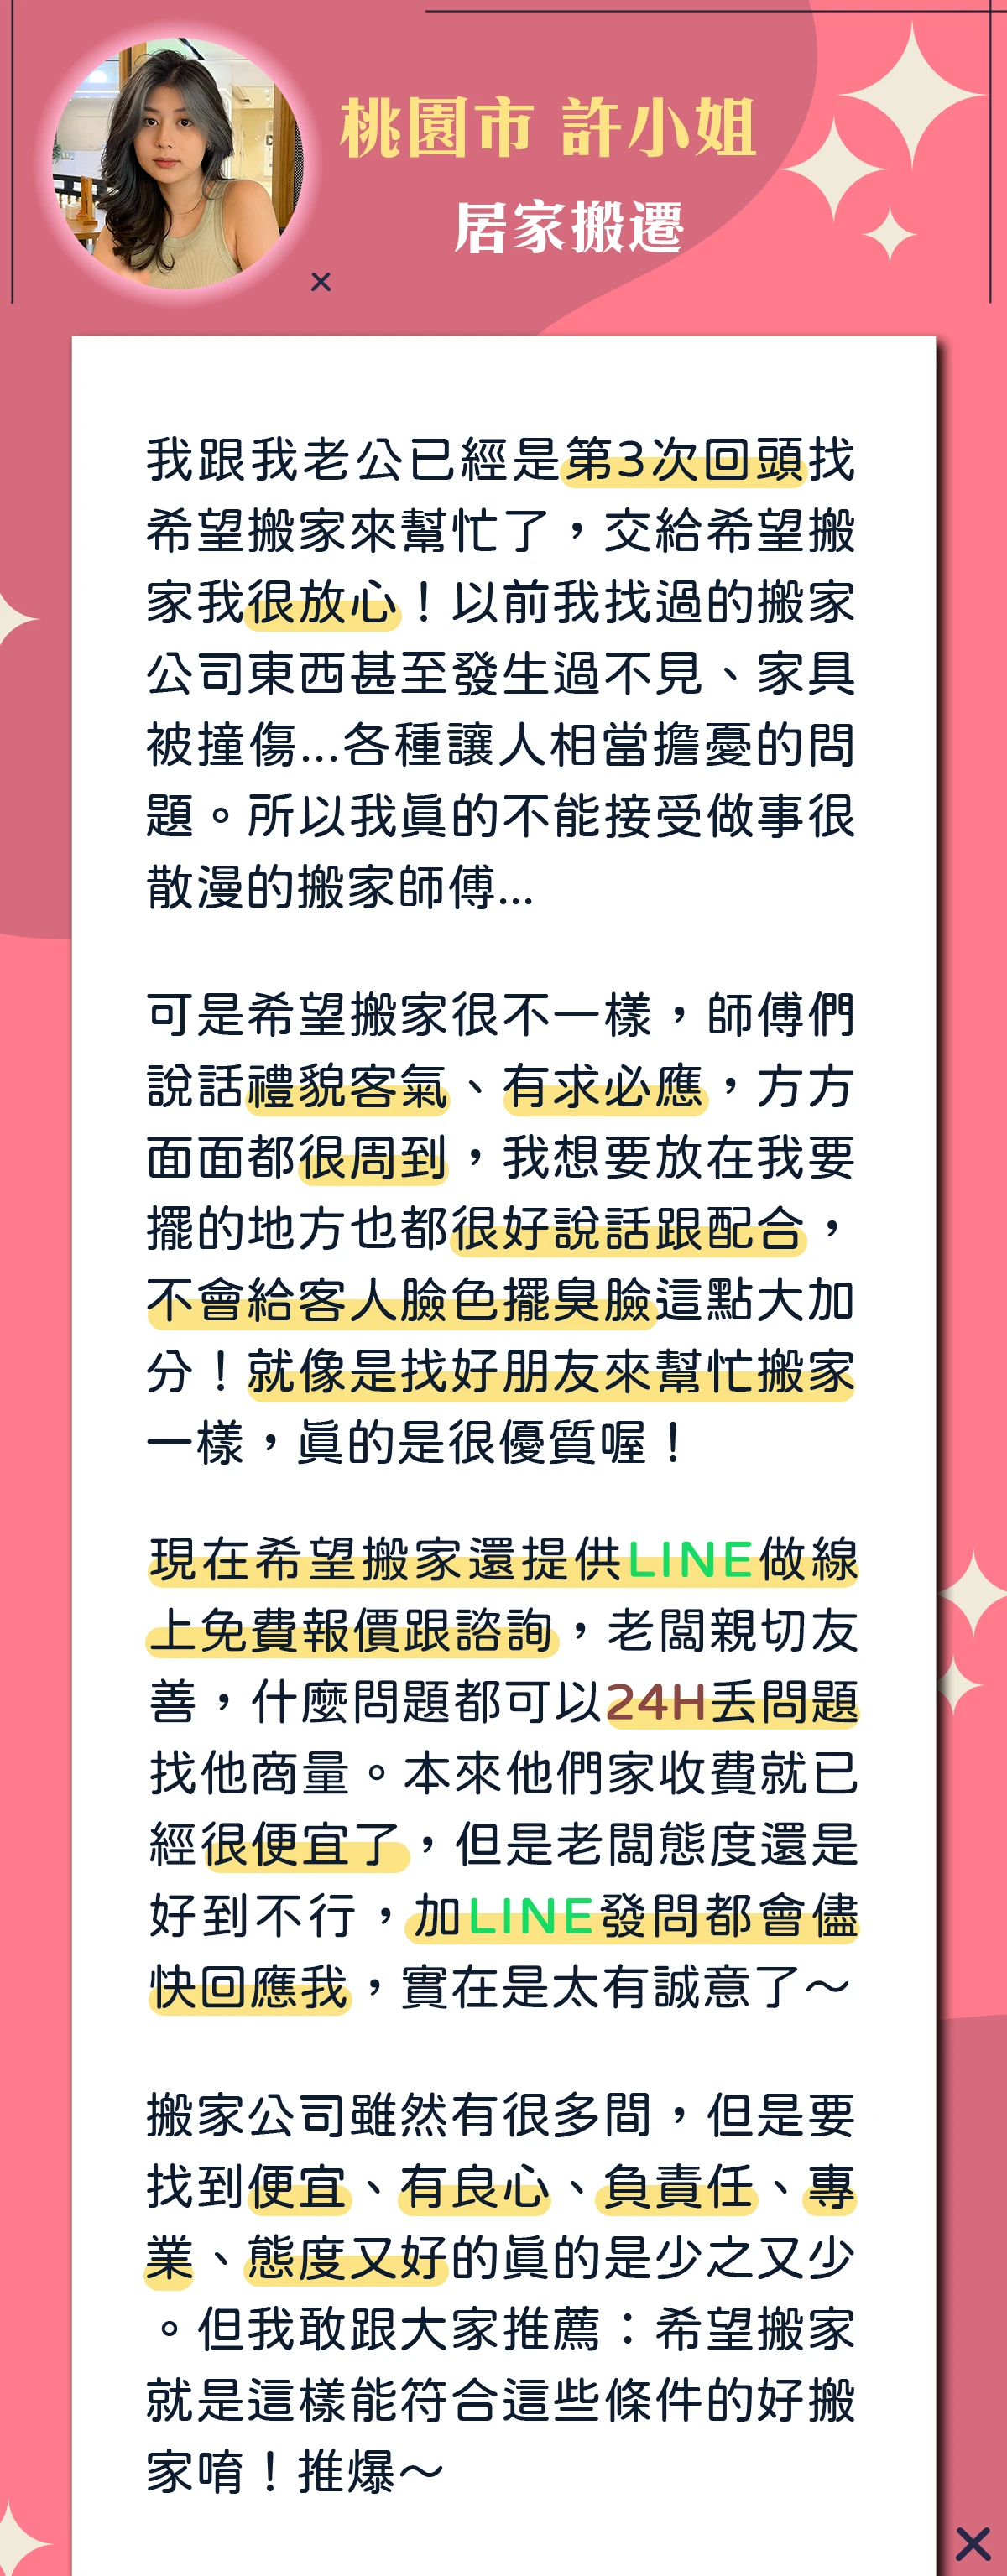 桃園市 許小姐
居家搬遷
我跟我老公已經是第3次回頭找
希望搬家來幫忙了，交給希望搬
家我很放心！以前我找過的搬家
公司東西甚至發生過不見、家具
被撞傷...各種讓人相當擔憂的問
題。所以我真的不能接受做事很
散漫的搬家師傅...
可是希望搬家很不一樣，師傅們
說話禮貌客氣、有求必應，方方
面面都很周到，我想要放在我要
擺的地方也都很好說話跟配合，
不會給客人臉色擺臭臉這點大加
分！就像是找好朋友來幫忙搬家
一樣，真的是很優質喔！
現在希望搬家還提供LINE做線
上免費報價跟諮詢，老闆親切友
善，什麼問題都可以24H丟問題
找他商量。本來他們家收費就已
經很便宜了，但是老闆態度還是
好到不行，加LINE發問都會儘
快回應我，實在是太有誠意了～
搬家公司雖然有很多間，但是要
找到便宜、有良心、負責任、專
業、態度又好的真的是少之又少
。但我敢跟大家推薦：希望搬家
就是這樣能符合這些條件的好搬
家唷！推爆～